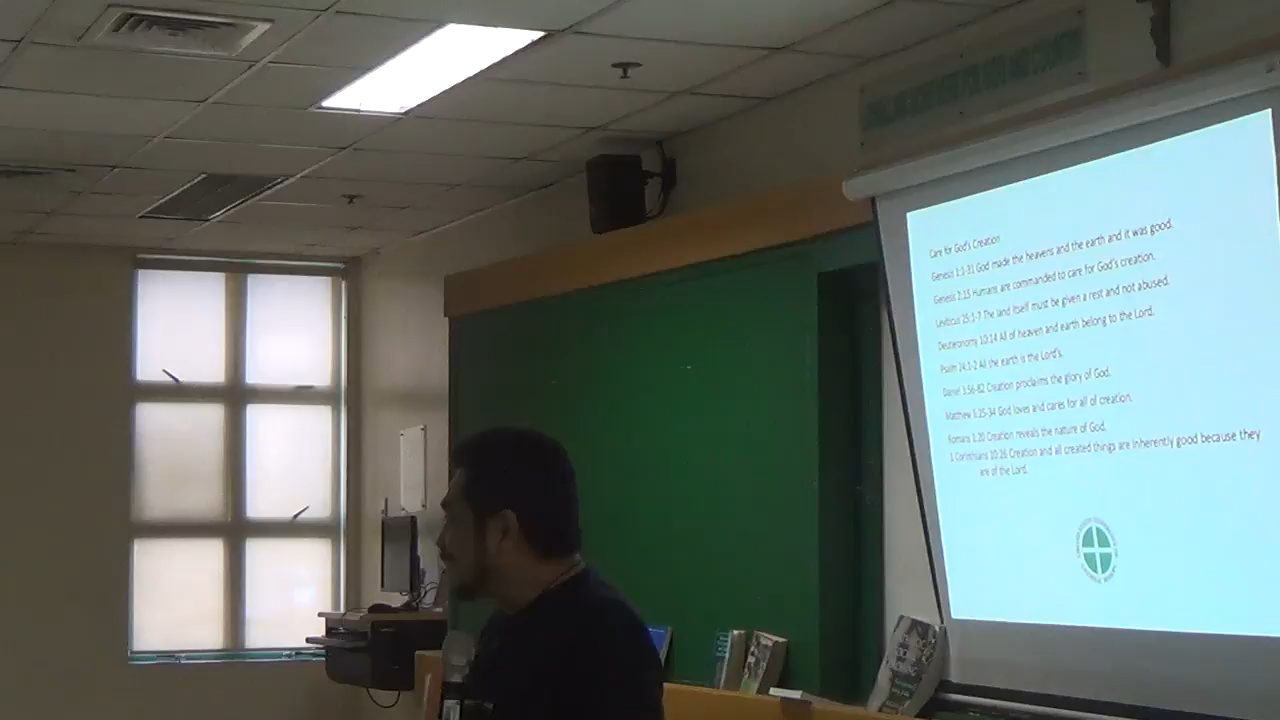 FOR GOD AND COUNTRY
Care for God's Creation
Genesis 1:1-31 God made the heavens and the earth and it was good.
Genesis 2:15 Humans are commanded to care for God's creation.
Leviticus 25:1-7 The land itself must be given a rest and not abused.
Deuteronomy 10:14 All of heaven and earth belong to the Lord.
Psalm 24:1-2 All the earth is the Lord's.
Daniel 3:56-82 Creation proclaims the glory of God.
Matthew 6:25-34 God loves and cares for all of creation.
Romans 1:20 Creation reveals the nature of God.
1 Corinthians 10:26 Creation and all created things are inherently good because they
are of the Lord.